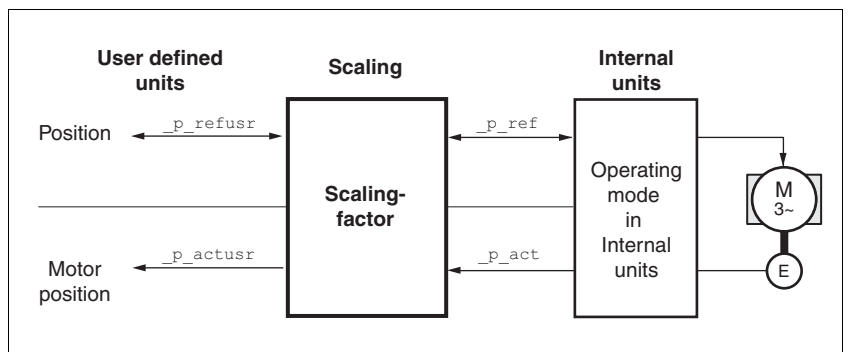 User defined
units
Scaling
Internal
units
Position
_p_refusr
_p_ref
Scaling-
factor
Operating
mode
in
Internal
units
M
3~
Motor
position
_p_actusr
_p_act
E